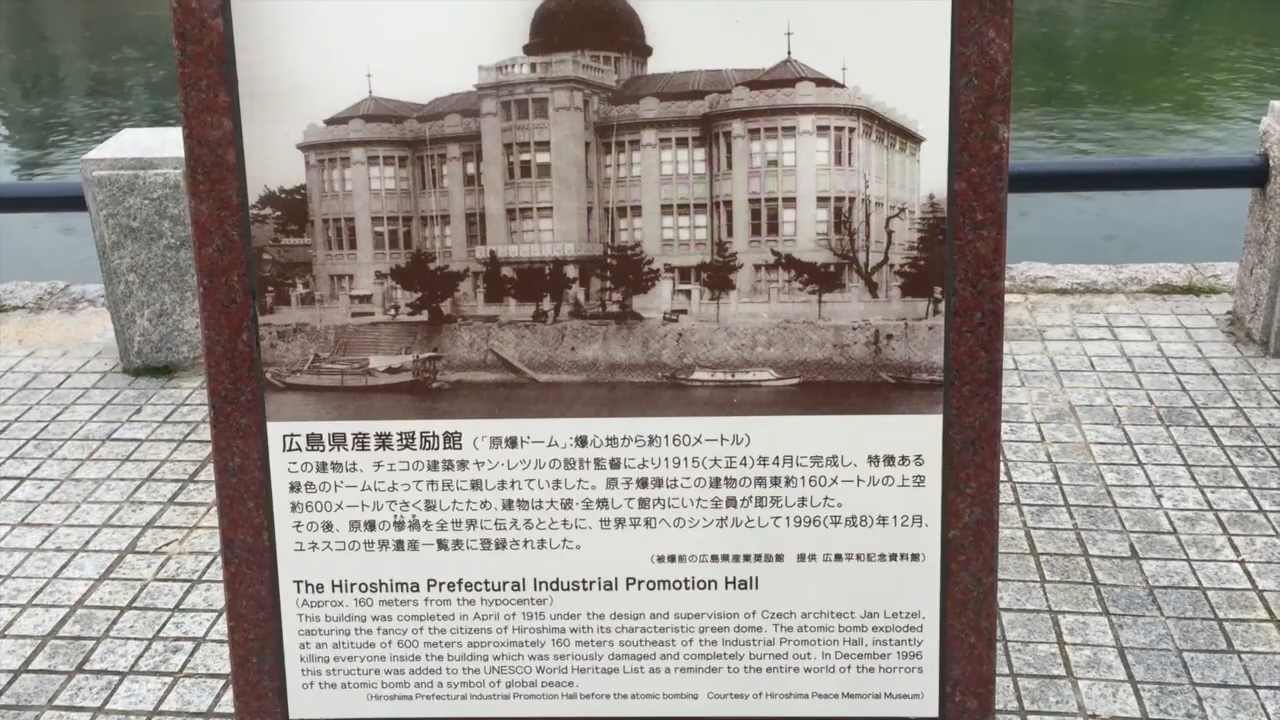 広島県産業奨励館 (「原爆ドーム」:爆心地から約160メートル)
この建物は、チェコの建築家ヤン・レツルの設計監督により1915(大正4)年4月に完成し、特徴ある
緑色のドームによって市民に親しまれていました。原子爆弾はこの建物の南東約160メートルの上空
約600メートルでさく裂したため、建物は大破・全焼して館内にいた全員が即死しました。
その後、原爆の惨禍を全世界に伝えるとともに、世界平和へのシンボルとして1996(平成8)年12月、
ユネスコの世界遺産一覧表に登録されました。
(被爆前の広島県産業奨励館 提供 広島平和記念資料館)
The Hiroshima Prefectural Industrial Promotion Hall
(Approx. 160 meters from the hypocenter)
This building was completed in April of 1915 under the design and supervision of Czech architect Jan Letzel,
capturing the fancy of the citizens of Hiroshima with its characteristic green dome. The atomic bomb exploded
at an altitude of 600 meters approximately 160 meters southeast of the Industrial Promotion Hall, instantly
killing everyone inside the building which was seriously damaged and completely burned out. In December 1996
this structure was added to the UNESCO World Heritage List as a reminder to the entire world of the horrors
of the atomic bomb and a symbol of global peace.
(Hiroshima Prefectural Industrial Promotion Hall before the atomic bombing Courtesy of Hiroshima Peace Memorial Museum)